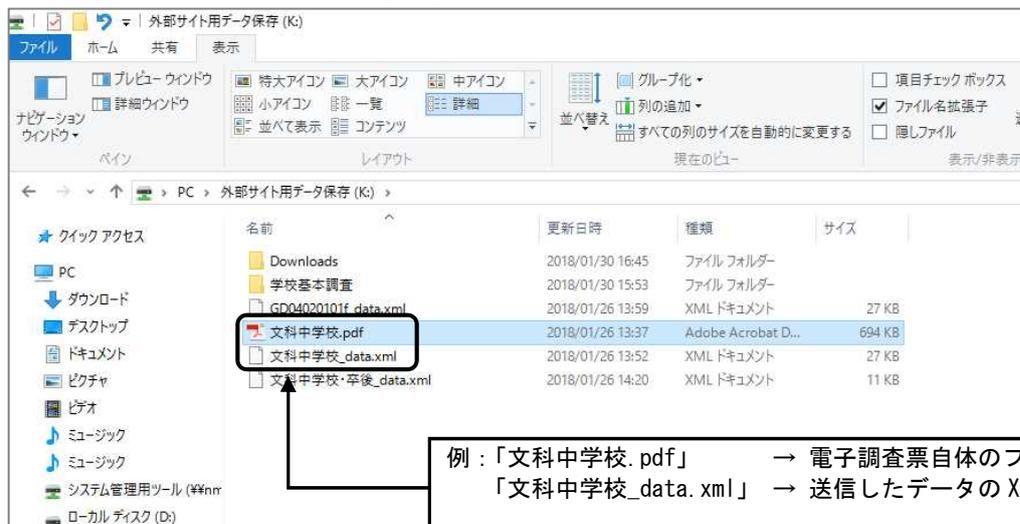 外部サイト用データ保存 (K:)
ファイル ホーム 共有 表示
ナビゲーション ウィンドウ
プレビュー ウィンドウ
詳細ウィンドウ
ペイン
特大アイコン 大アイコン 中アイコン
小アイコン 一覧 詳細
並べて表示 コンテンツ
レイアウト
並べ替え
グループ化
列の追加
すべての列のサイズを自動的に変更する
現在のビュー
項目チェック ボックス
ファイル名拡張子
隠しファイル
表示/非表示
PC › 外部サイト用データ保存 (K:) ›
クイック アクセス
PC
ダウンロード
デスクトップ
ドキュメント
ピクチャ
ビデオ
ミュージック
ミュージック
システム管理用ツール (¥¥nm
ローカル ディスク (D:)
名前 更新日時 種類 サイズ
Downloads 2018/01/30 16:45 ファイル フォルダー
学校基本調査 2018/01/30 15:53 ファイル フォルダー
GD04020101f_data.xml 2018/01/26 13:59 XML ドキュメント 27 KB
文科中学校.pdf 2018/01/26 13:37 Adobe Acrobat D... 694 KB
文科中学校_data.xml 2018/01/26 13:52 XML ドキュメント 27 KB
文科中学校・卒後_data.xml 2018/01/26 14:20 XML ドキュメント 11 KB
例：「文科中学校.pdf」 → 電子調査票自体のフ
「文科中学校_data.xml」 → 送信したデータのX